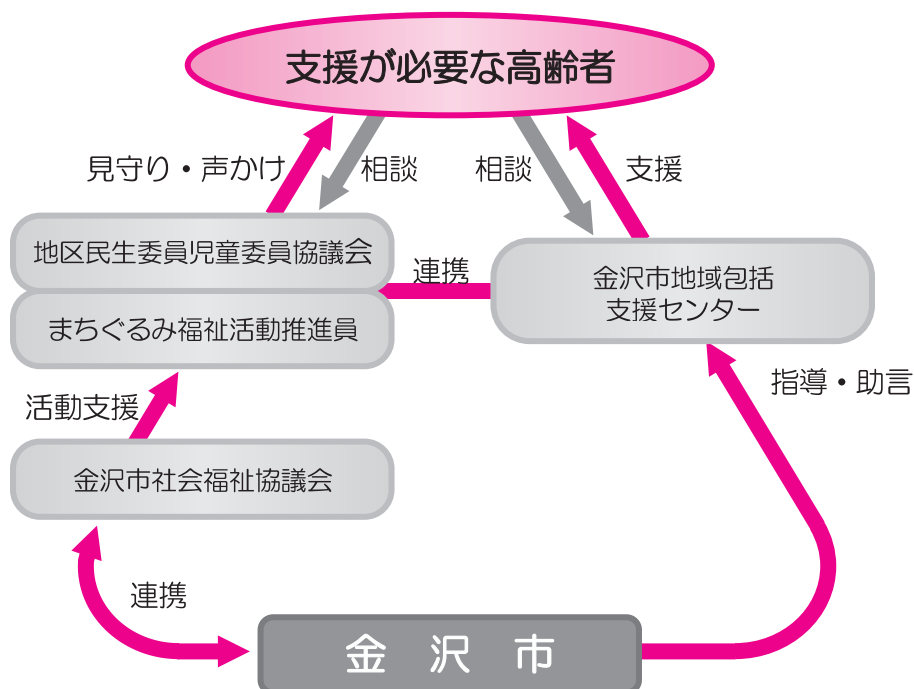 支援が必要な高齢者
見守り・声かけ
相談
相談
支援
地区民生委員児童委員協議会
まちぐるみ福祉活動推進員
連携
金沢市地域包括
支援センター
活動支援
指導・助言
金沢市社会福祉協議会
連携
金沢市